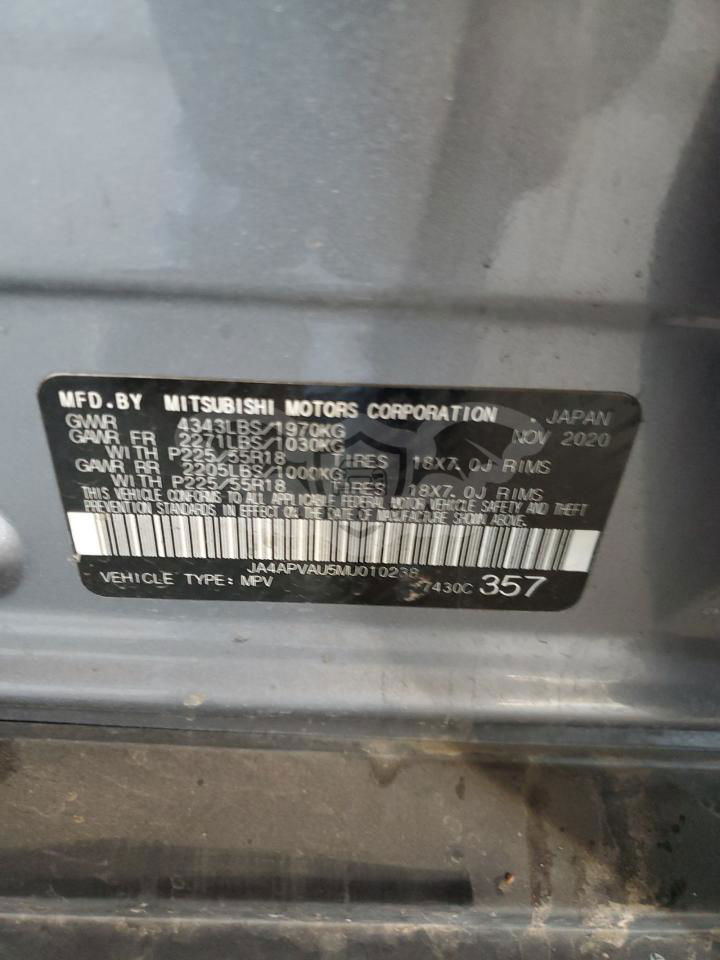 MFD.BY MITSUBISHI MOTORS CORPORATION . JAPAN
GVWR 4343LBS/1970KG NOV 2020
GAWR FR 2271LBS/1030KG
WITH P225/55R18 TIRES 18X7.0J RIMS
GAWR RR 2205LBS/1000KG
WITH P225/55R18 TIRES 18X7.0J RIMS
THIS VEHICLE CONFORMS TO ALL APPLICABLE FEDERAL MOTOR VEHICLE SAFETY AND THEFT
PREVENTION STANDARDS IN EFFECT ON THE DATE OF MANUFACTURE SHOWN ABOVE.
JA4APVAU5MU010238
VEHICLE TYPE: MPV 7430C 357